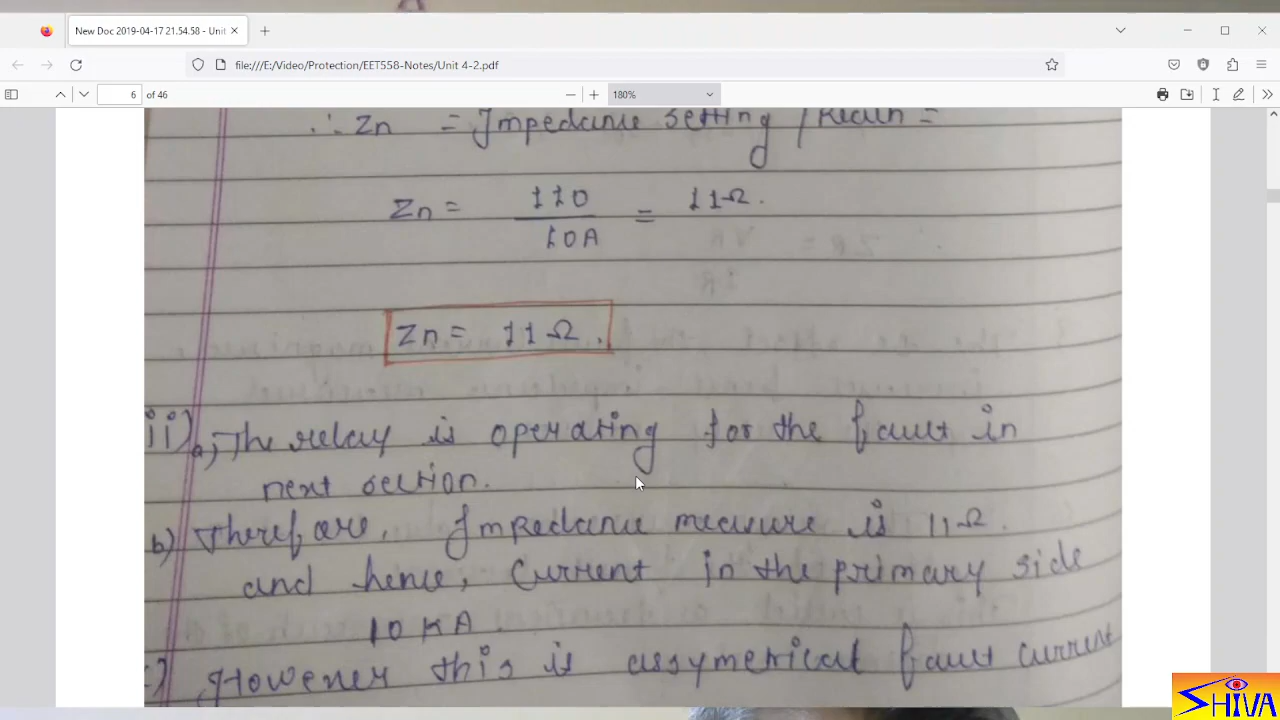 New Doc 2019-04-17 21.54.58 - Unit
file:///E:/Video/Protection/EET558-Notes/Unit 4-2.pdf
6 of 46
180%
∴ Zn = Impedance setting / Reach =
Zn = 110 / 10A = 11Ω.
Zn = 11Ω.
ii) a) The relay is operating for the fault in
next section.
b) Therefore, Impedance measure is 11Ω.
and hence, Current in the primary side
10 KA.
c) However this is assymetrical fault current
SHIVA